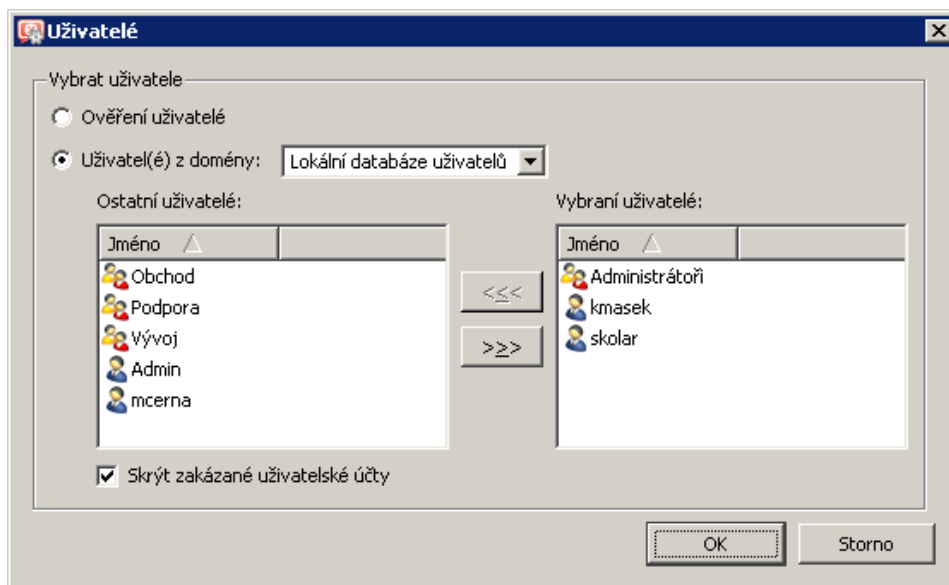 Uživatelé
Vybrat uživatele
Ověření uživatelé
Uživatel(é) z domény: Lokální databáze uživatelů
Ostatní uživatelé:
Jméno
Obchod
Podpora
Vývoj
Admin
mcerna
<<<
>>>
Vybraní uživatelé:
Jméno
Administrátoři
kmasek
skolar
Skrýt zakázané uživatelské účty
OK Storno